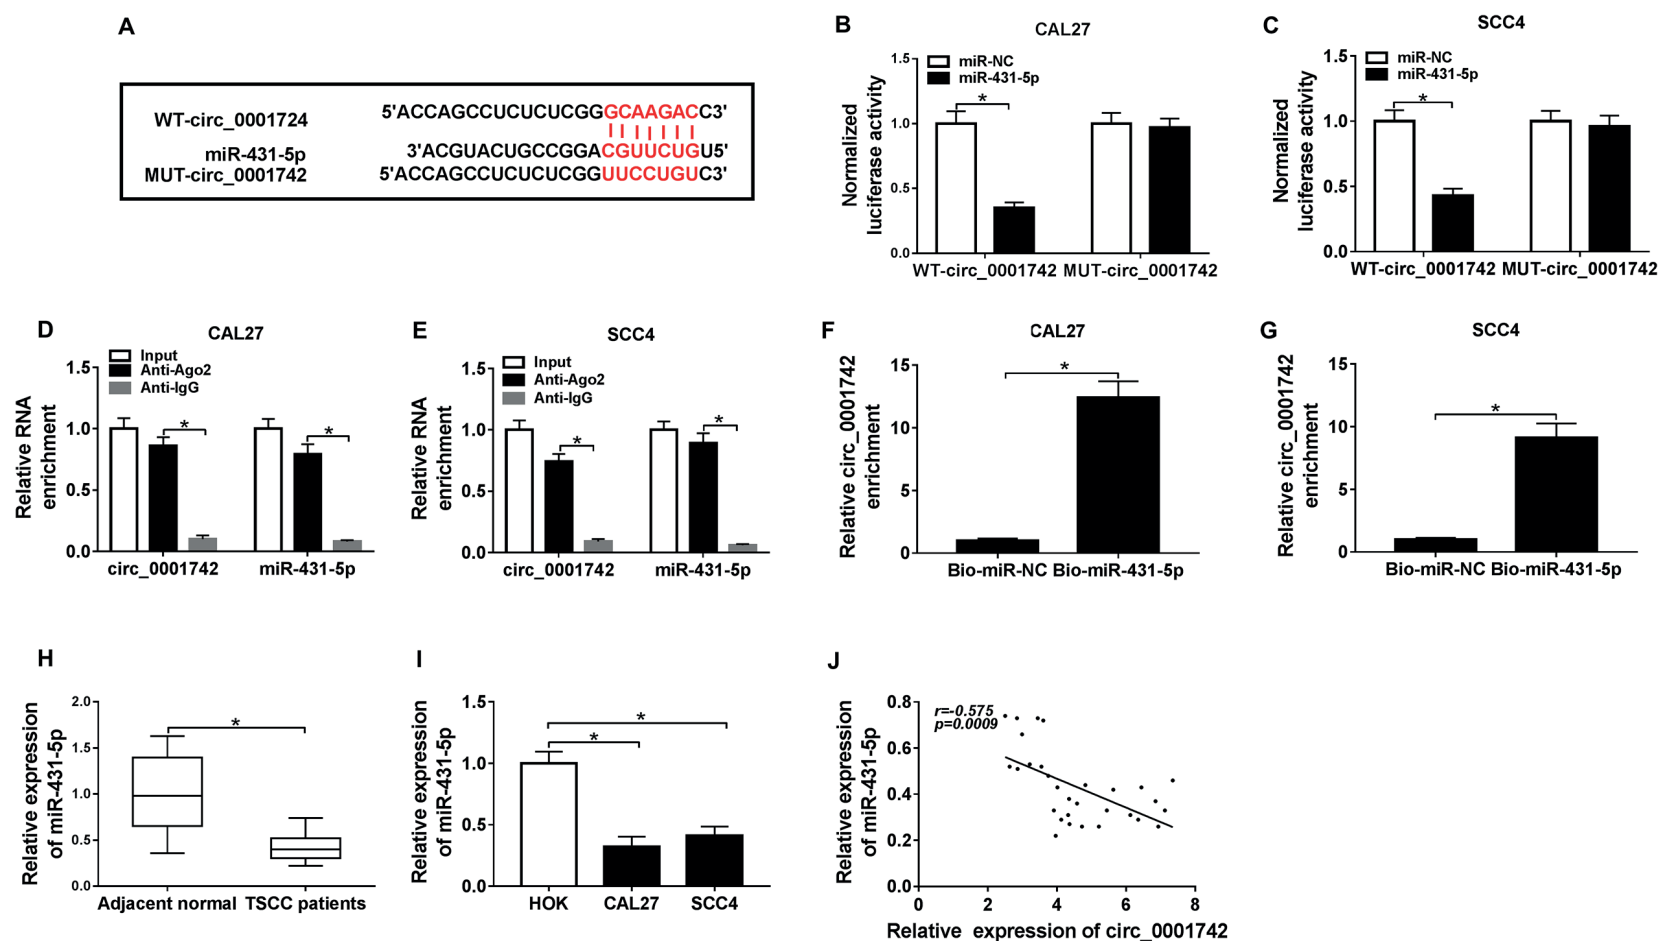 A
WT-circ_0001724
5'ACCAGCCUCUCUCGGGCAAGACC3'
miR-431-5p
3'ACGUACUGCCGGACGUUCUGU5'
MUT-circ_0001742
5'ACCAGCCUCUCUCGGUUCCUGUC3'
B
CAL27
miR-NC
miR-431-5p
Normalized
luciferase activity
1.5
1.0
0.5
0.0
*
WT-circ_0001742 MUT-circ_0001742
C
SCC4
miR-NC
miR-431-5p
Normalized
luciferase activity
1.5
1.0
0.5
0.0
*
WT-circ_0001742 MUT-circ_0001742
D
CAL27
Input
Anti-Ago2
Anti-IgG
Relative RNA
enrichment
1.5
1.0
0.5
0.0
*
*
circ_0001742 miR-431-5p
E
SCC4
Input
Anti-Ago2
Anti-IgG
Relative RNA
enrichment
1.5
1.0
0.5
0.0
*
*
circ_0001742 miR-431-5p
F
CAL27
Relative circ_0001742
enrichment
15
10
5
0
*
Bio-miR-NC Bio-miR-431-5p
G
SCC4
Relative circ_0001742
enrichment
15
10
5
0
*
Bio-miR-NC Bio-miR-431-5p
H
Relative expression
of miR-431-5p
2.0
1.5
1.0
0.5
0.0
*
Adjacent normal TSCC patients
I
Relative expression
of miR-431-5p
1.5
1.0
0.5
0.0
*
*
HOK CAL27 SCC4
J
Relative expression
of miR-431-5p
0.8
0.6
0.4
0.2
0.0
r=-0.575
p=0.0009
0 2 4 6 8
Relative expression of circ_0001742